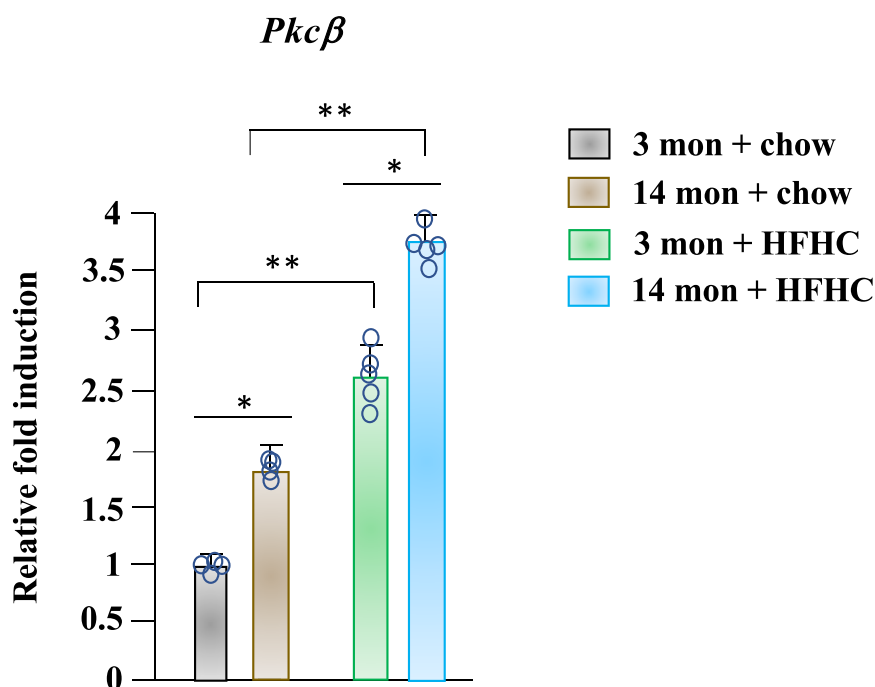 Pkcβ
**
*
**
*
4
3.5
3
2.5
2
1.5
1
0.5
0
Relative fold induction
3 mon + chow
14 mon + chow
3 mon + HFHC
14 mon + HFHC